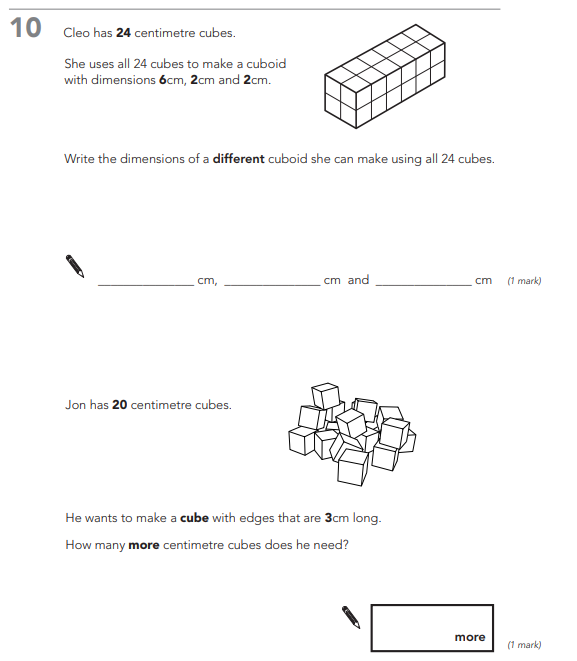 10
Cleo has 24 centimetre cubes.
She uses all 24 cubes to make a cuboid
with dimensions 6cm, 2cm and 2cm.
Write the dimensions of a different cuboid she can make using all 24 cubes.
cm, cm and cm (1 mark)
Jon has 20 centimetre cubes.
He wants to make a cube with edges that are 3cm long.
How many more centimetre cubes does he need?
more
(1 mark)